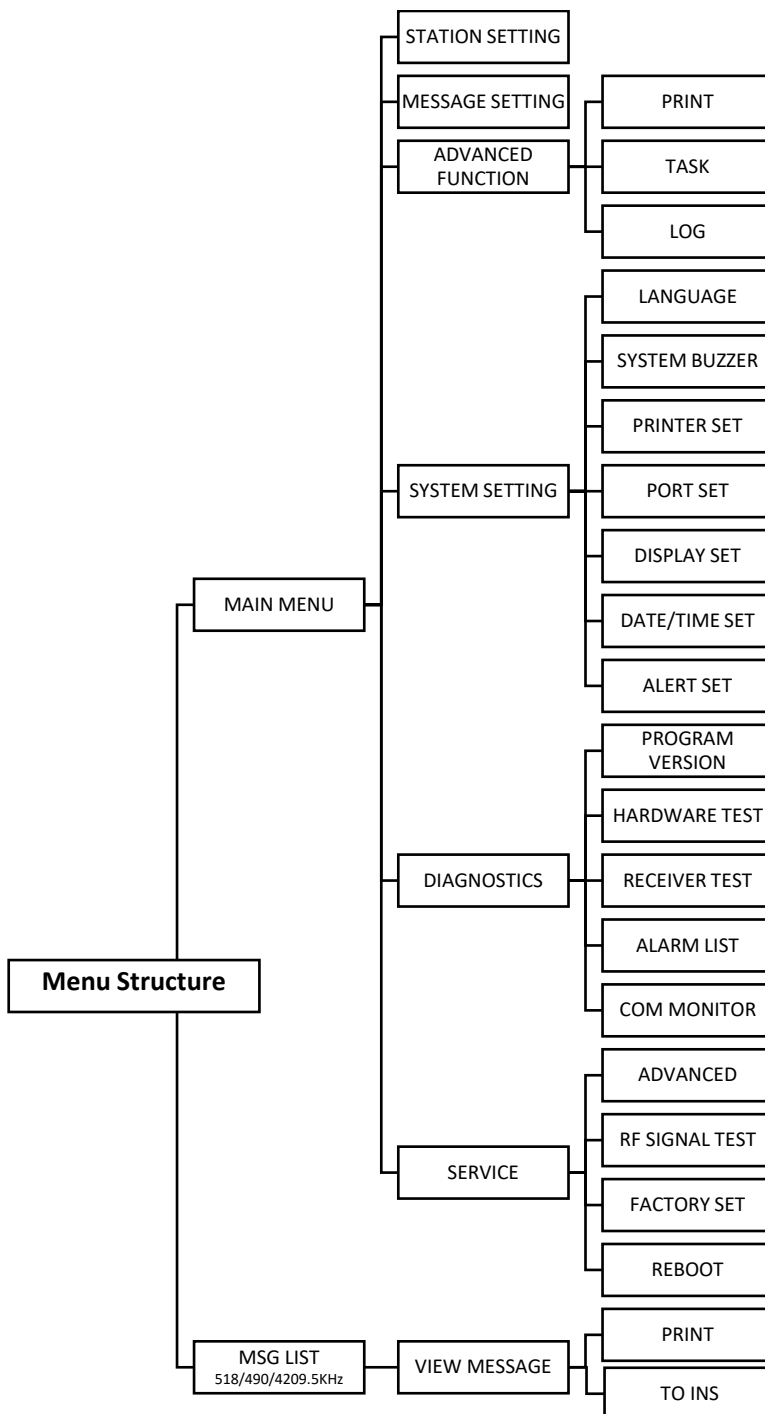 STATION SETTING
MESSAGE SETTING
PRINT
ADVANCED
FUNCTION
TASK
LOG
LANGUAGE
SYSTEM BUZZER
PRINTER SET
SYSTEM SETTING
PORT SET
DISPLAY SET
MAIN MENU
DATE/TIME SET
ALERT SET
PROGRAM
VERSION
HARDWARE TEST
DIAGNOSTICS
RECEIVER TEST
ALARM LIST
Menu Structure
COM MONITOR
ADVANCED
RF SIGNAL TEST
SERVICE
FACTORY SET
REBOOT
PRINT
MSG LIST
518/490/4209.5KHz
VIEW MESSAGE
TO INS